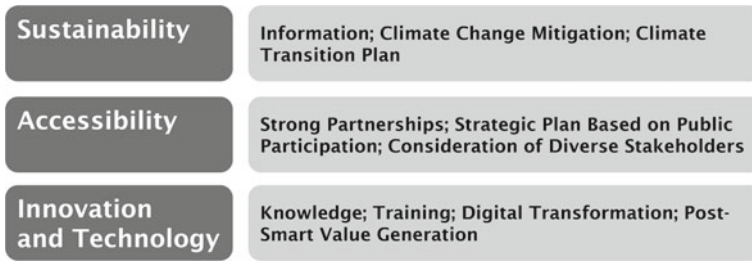 Sustainability
Information; Climate Change Mitigation; Climate
Transition Plan
Accessibility
Strong Partnerships; Strategic Plan Based on Public
Participation; Consideration of Diverse Stakeholders
Innovation
and Technology
Knowledge; Training; Digital Transformation; Post-
Smart Value Generation